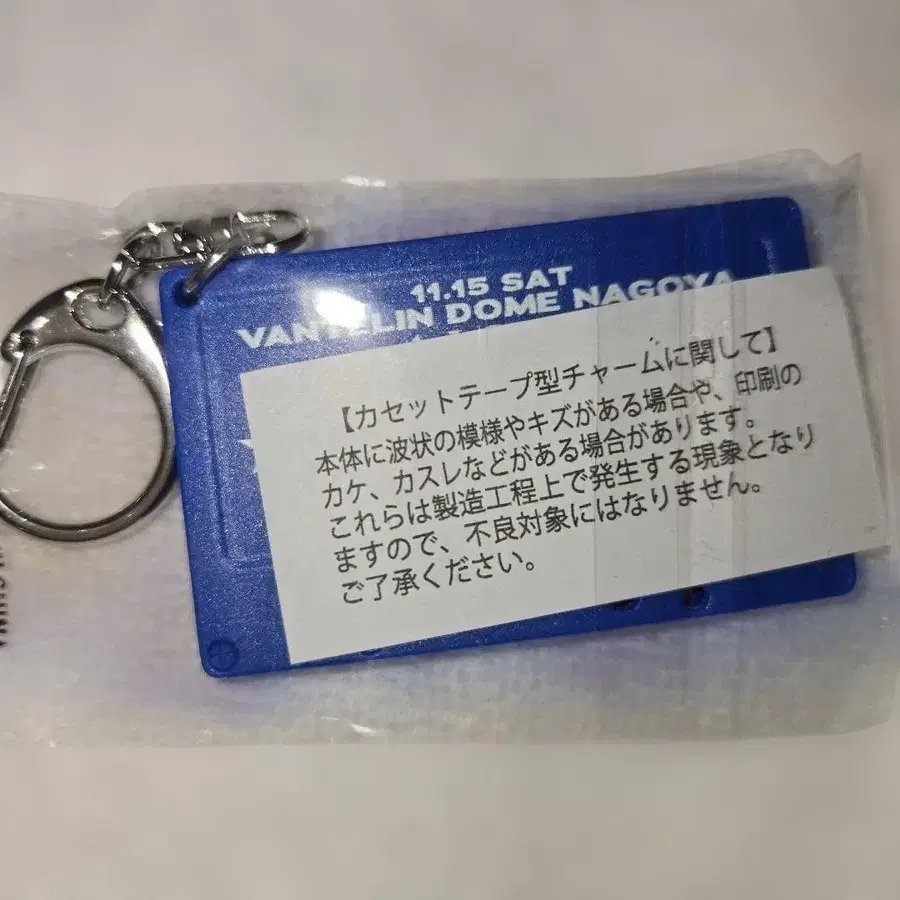 11.15 SAT
VANTELIN DOME NAGOYA
【カセットテープ型チャームに関して】
本体に波状の模様やキズがある場合や、印刷の
カケ、カスレなどがある場合があります。
これらは製造工程上で発生する現象となり
ますので、不良対象にはなりません。
ご了承ください。